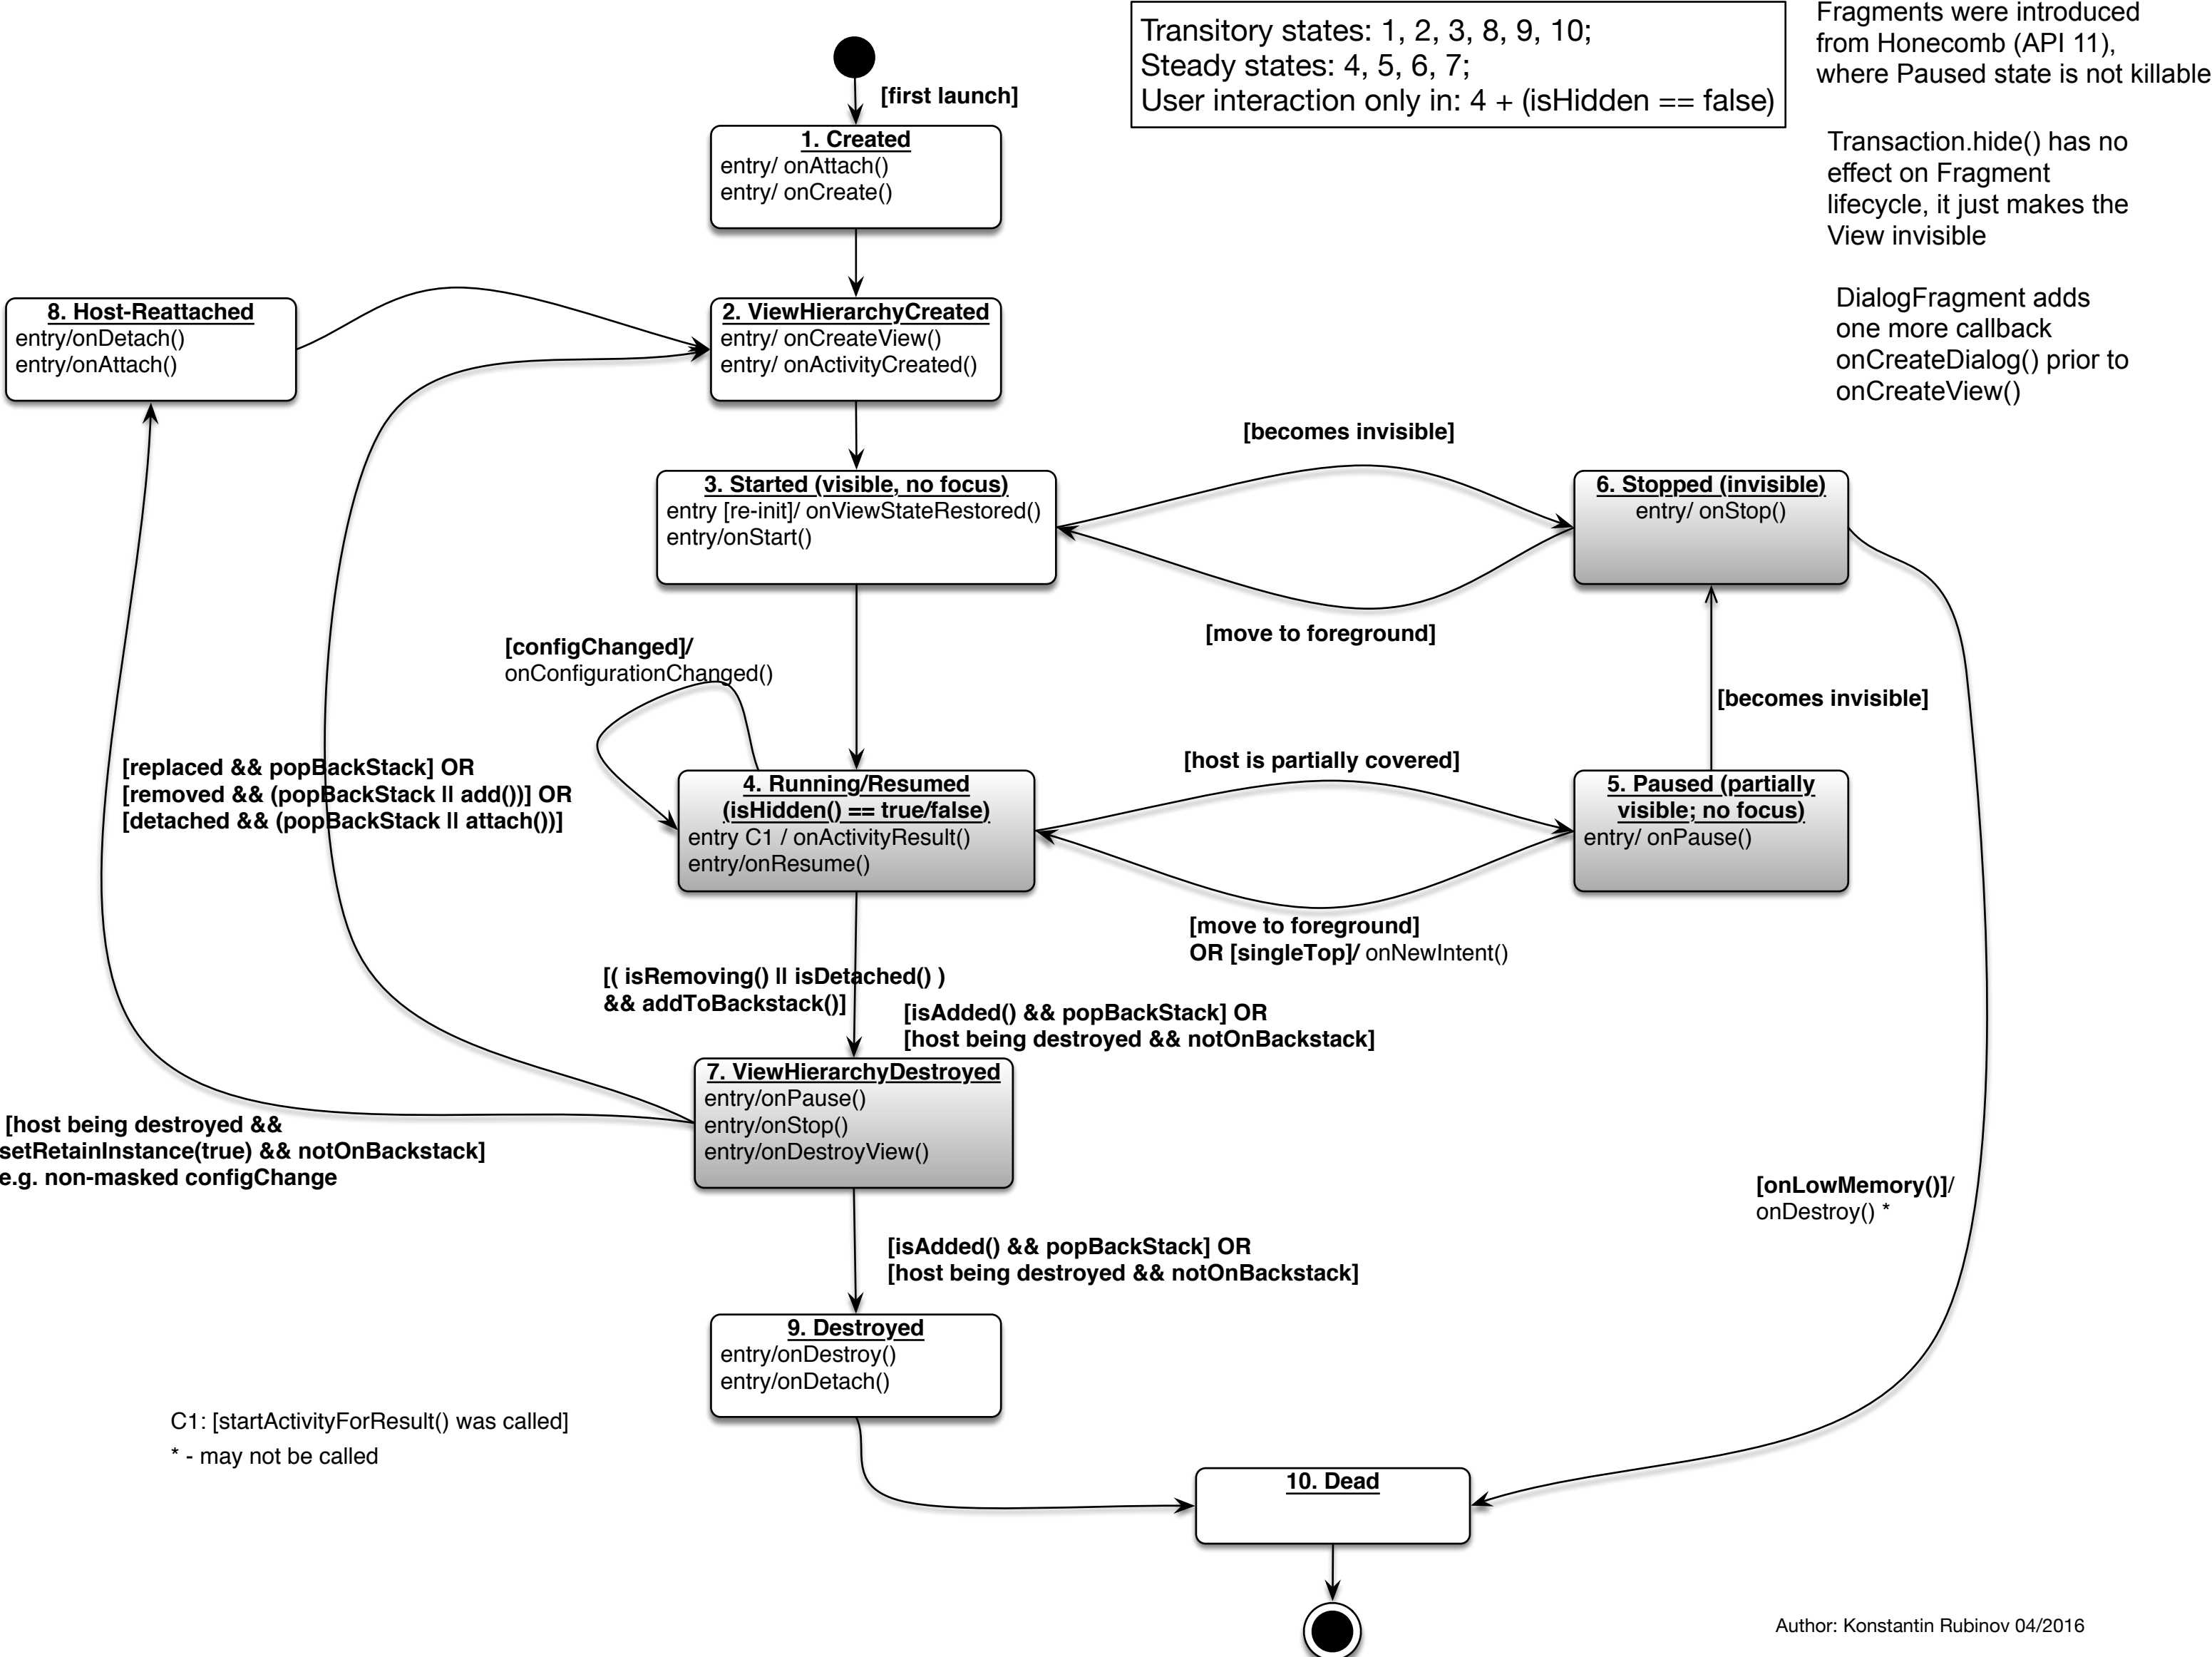 Transitory states: 1, 2, 3, 8, 9, 10;
Steady states: 4, 5, 6, 7;
User interaction only in: 4 + (isHidden == false)
Fragments were introduced
from Honecomb (API 11),
where Paused state is not killable
Transaction.hide() has no
effect on Fragment
lifecycle, it just makes the
View invisible
DialogFragment adds
one more callback
onCreateDialog() prior to
onCreateView()
[first launch]
1. Created
entry/ onAttach()
entry/ onCreate()
8. Host-Reattached
entry/onDetach()
entry/onAttach()
2. ViewHierarchyCreated
entry/ onCreateView()
entry/ onActivityCreated()
[becomes invisible]
3. Started (visible, no focus)
entry [re-init]/ onViewStateRestored()
entry/onStart()
6. Stopped (invisible)
entry/ onStop()
[move to foreground]
[configChanged]/
onConfigurationChanged()
[becomes invisible]
[replaced && popBackStack] OR
[removed && (popBackStack || add())] OR
[detached && (popBackStack || attach())]
[host is partially covered]
4. Running/Resumed
(isHidden() == true/false)
entry C1 / onActivityResult()
entry/onResume()
5. Paused (partially
visible; no focus)
entry/ onPause()
[move to foreground]
OR [singleTop]/ onNewIntent()
[( isRemoving() || isDetached() )
&& addToBackstack()]
[isAdded() && popBackStack] OR
[host being destroyed && notOnBackstack]
7. ViewHierarchyDestroyed
entry/onPause()
entry/onStop()
entry/onDestroyView()
[host being destroyed &&
setRetainInstance(true) && notOnBackstack]
e.g. non-masked configChange
[onLowMemory()]/
onDestroy() *
[isAdded() && popBackStack] OR
[host being destroyed && notOnBackstack]
9. Destroyed
entry/onDestroy()
entry/onDetach()
C1: [startActivityForResult() was called]
* - may not be called
10. Dead
Author: Konstantin Rubinov 04/2016